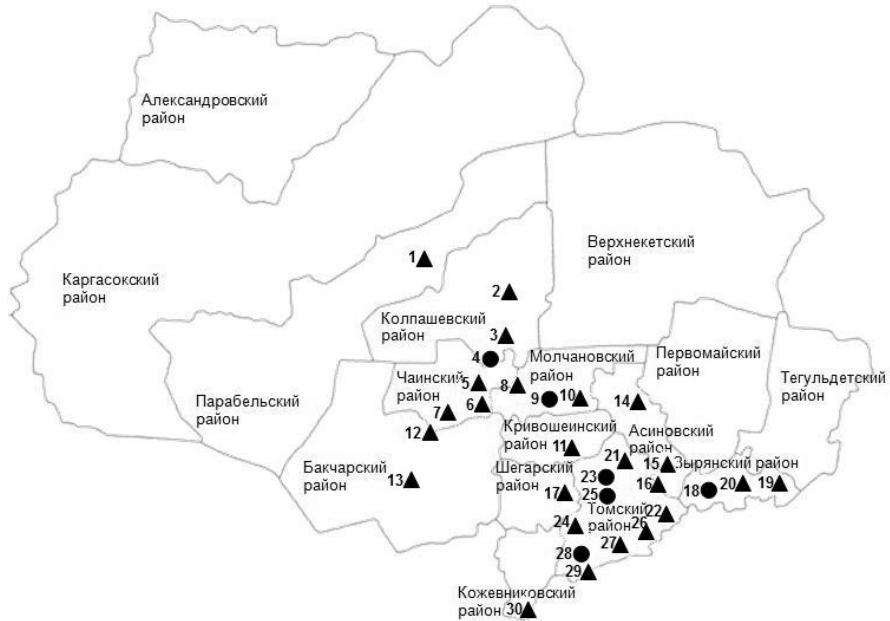 Александровский
район
Каргасокский
район
Верхнекетский
район
1
2
Колпашевский
район
3
4
Молчановский
район
Первомайский
район
Тегульдетский
район
Парабельский
район
Чаинский
район
5
6
7
8
9
10
14
12
Кривошеинский
район
11
Асиновский
район
Бакчарский
район
13
Шегарский
район
21
15
Зырянский район
23
25
16
17
18
20
19
Томский
район
22
24
26
27
28
29
Кожевниковский
район
30